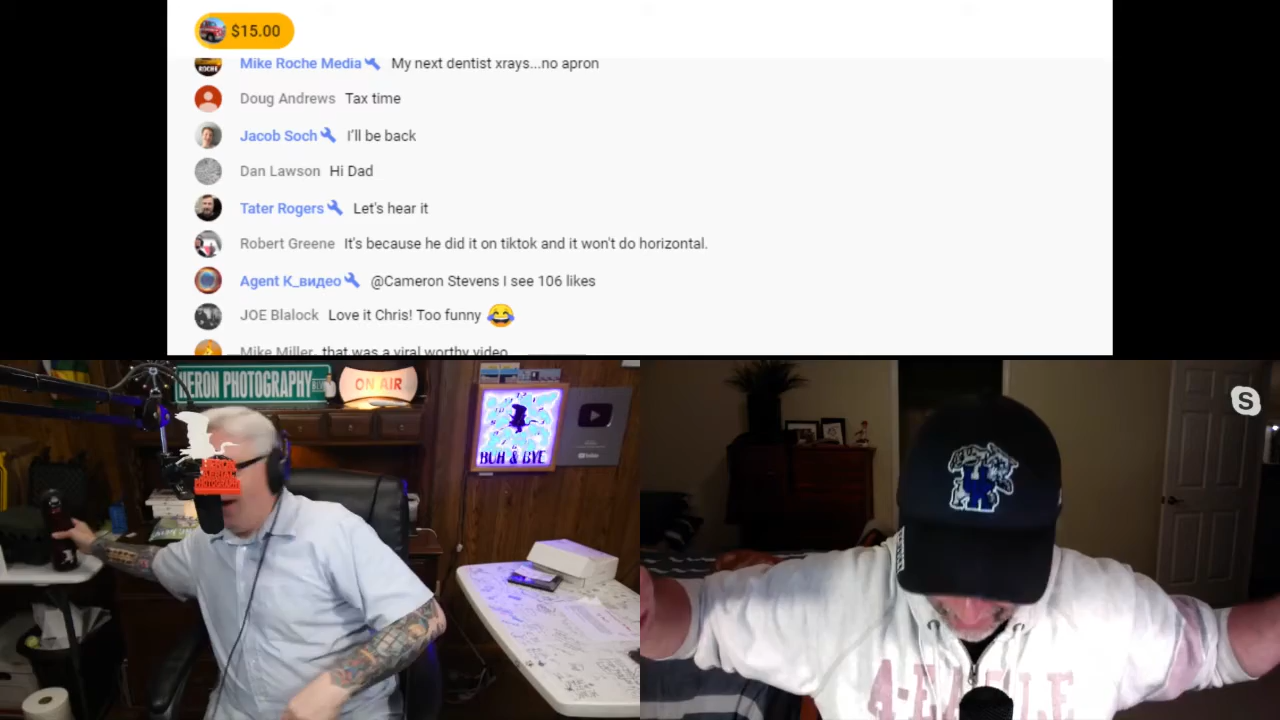 $15.00
Mike Roche Media My next dentist xrays...no apron
Doug Andrews Tax time
Jacob Soch I'll be back
Dan Lawson Hi Dad
Tater Rogers Let's hear it
Robert Greene It's because he did it on tiktok and it won't do horizontal.
Agent K_видео @Cameron Stevens I see 106 likes
JOE Blalock Love it Chris! Too funny
Mike Miller. that was a viral worthy video
HERON PHOTOGRAPHY
ON AIR
BUH & BYE
S